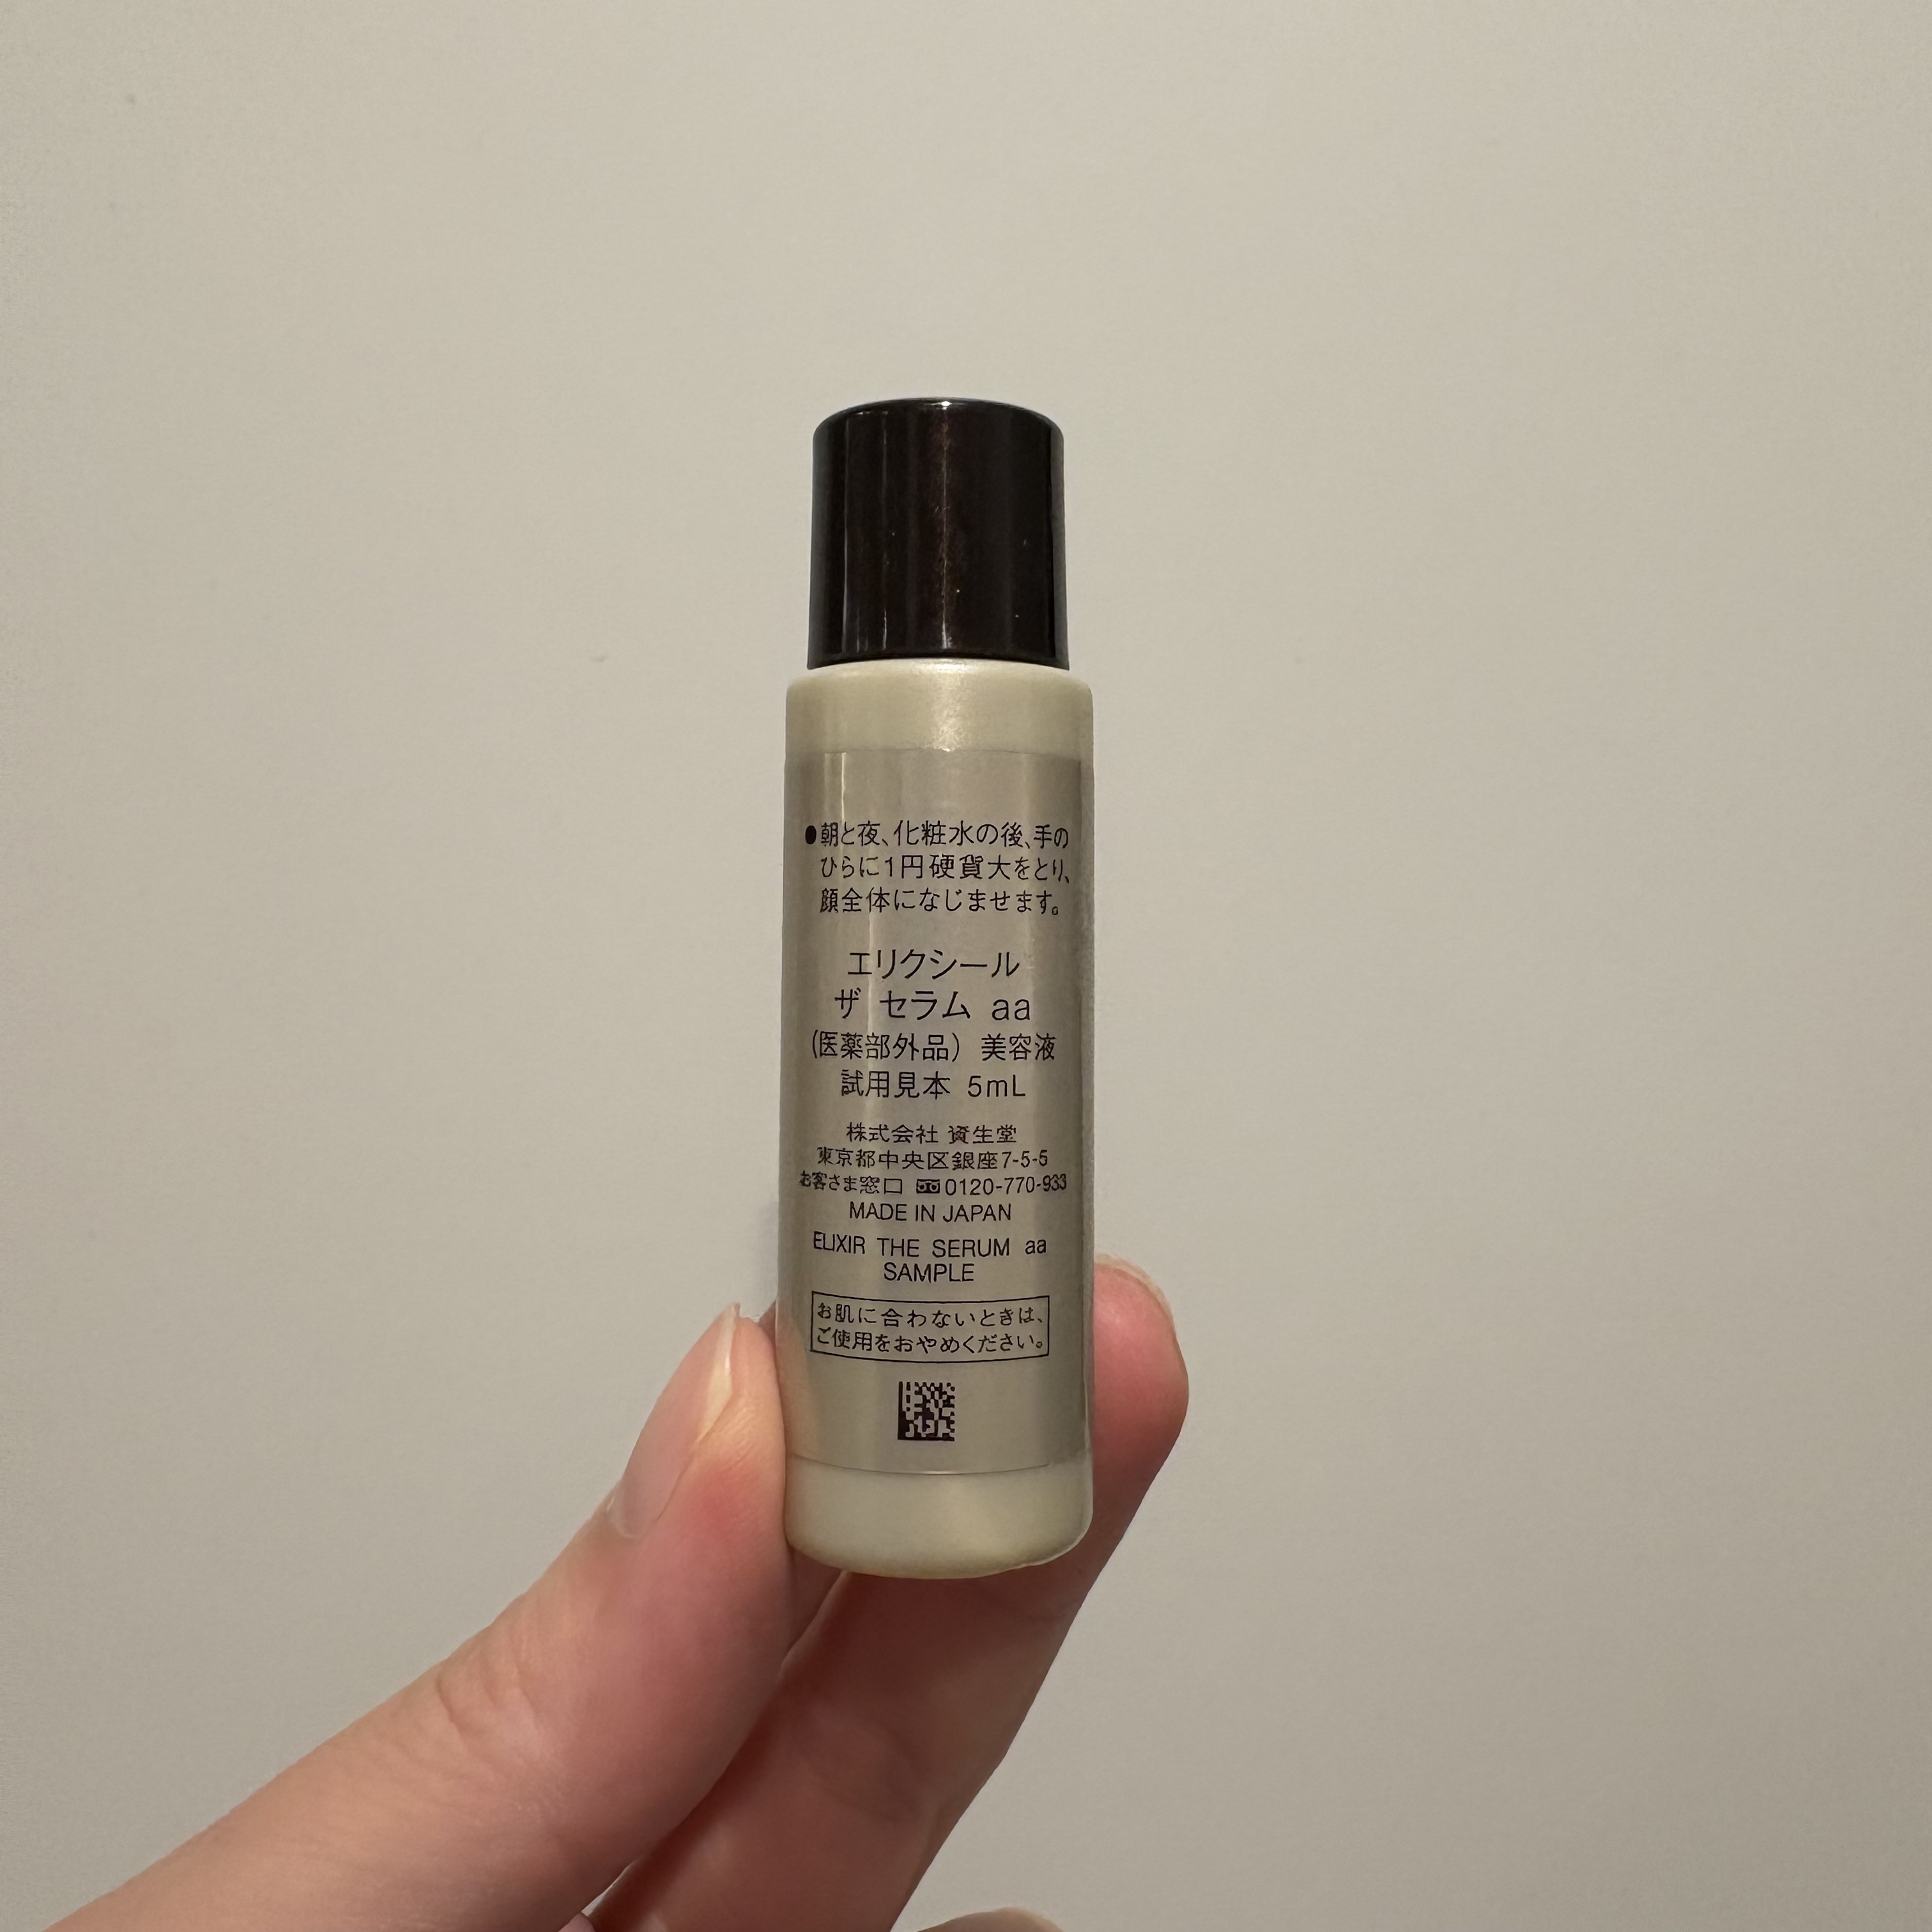 ●朝と夜、化粧水の後、手の
ひらに1円硬貨大をとり、
顔全体になじませます。
エリクシール
ザ セラム aa
(医薬部外品) 美容液
試用見本 5mL
株式会社 資生堂
東京都中央区銀座7-5-5
お客さま窓口 0120-770-933
MADE IN JAPAN
ELIXIR THE SERUM aa
SAMPLE
お肌に合わないときは、
ご使用をおやめください。